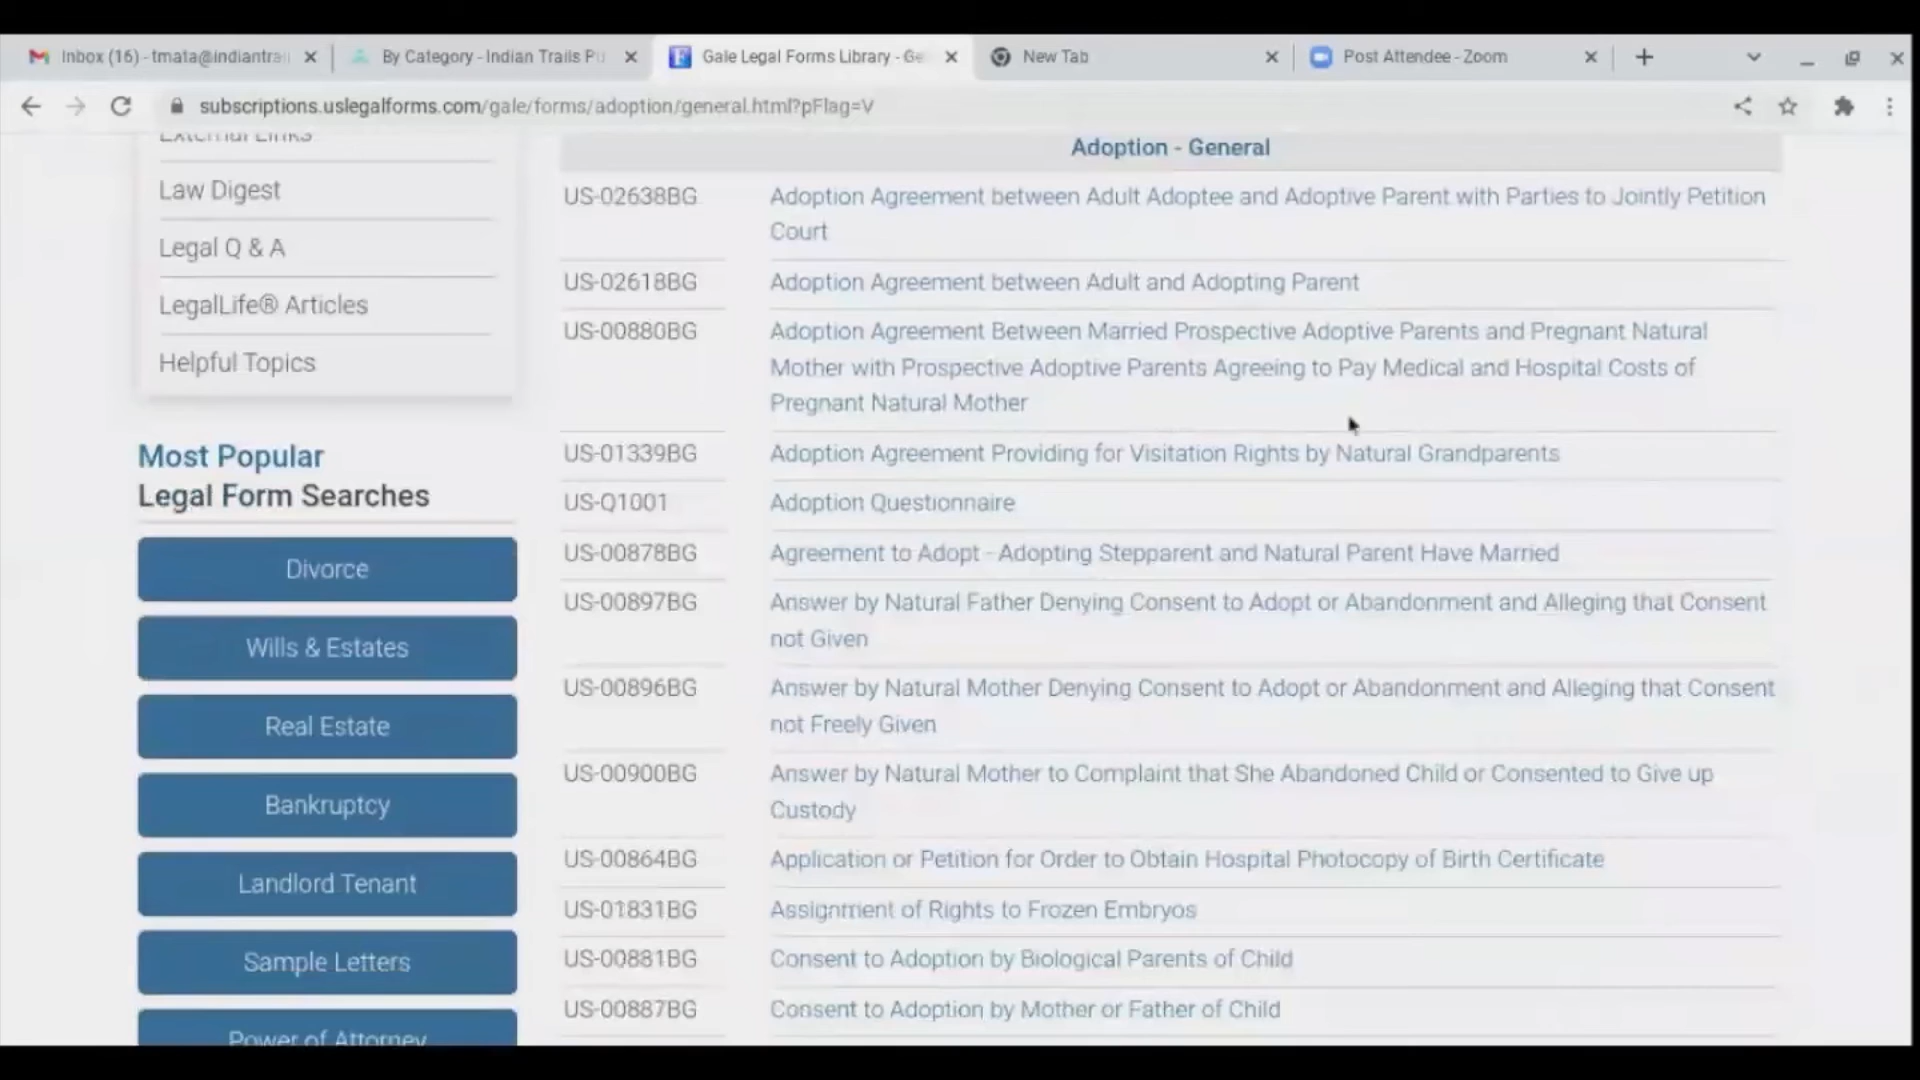 Inbox (16) - tmata@indiantrai
By Category - Indian Trails Pu
Gale Legal Forms Library - Ge
New Tab
Post Attendee - Zoom
subscriptions.uslegalforms.com/gale/forms/adoption/general.html?pFlag=V
External Links
Law Digest
Legal Q & A
LegalLife® Articles
Helpful Topics
Most Popular
Legal Form Searches
Divorce
Wills & Estates
Real Estate
Bankruptcy
Landlord Tenant
Sample Letters
Power of Attorney
Adoption - General
US-02638BG Adoption Agreement between Adult Adoptee and Adoptive Parent with Parties to Jointly Petition
Court
US-02618BG Adoption Agreement between Adult and Adopting Parent
US-00880BG Adoption Agreement Between Married Prospective Adoptive Parents and Pregnant Natural
Mother with Prospective Adoptive Parents Agreeing to Pay Medical and Hospital Costs of
Pregnant Natural Mother
US-01339BG Adoption Agreement Providing for Visitation Rights by Natural Grandparents
US-Q1001 Adoption Questionnaire
US-00878BG Agreement to Adopt - Adopting Stepparent and Natural Parent Have Married
US-00897BG Answer by Natural Father Denying Consent to Adopt or Abandonment and Alleging that Consent
not Given
US-00896BG Answer by Natural Mother Denying Consent to Adopt or Abandonment and Alleging that Consent
not Freely Given
US-00900BG Answer by Natural Mother to Complaint that She Abandoned Child or Consented to Give up
Custody
US-00864BG Application or Petition for Order to Obtain Hospital Photocopy of Birth Certificate
US-01831BG Assignment of Rights to Frozen Embryos
US-00881BG Consent to Adoption by Biological Parents of Child
US-00887BG Consent to Adoption by Mother or Father of Child